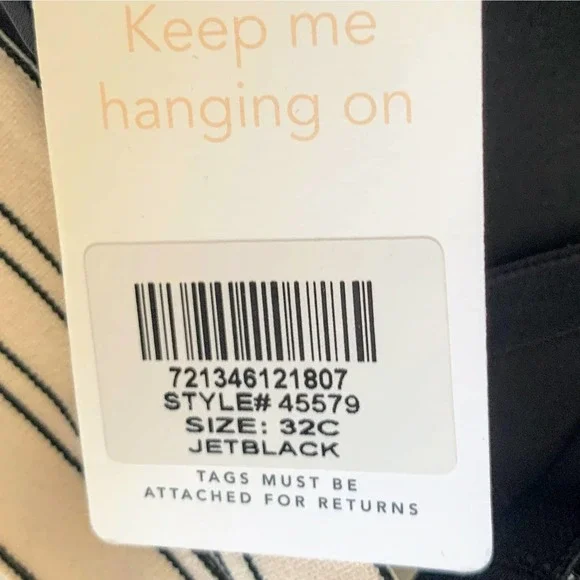 Keep me
hanging on
721346121807
STYLE# 45579
SIZE: 32C
JETBLACK
TAGS MUST BE
ATTACHED FOR RETURNS